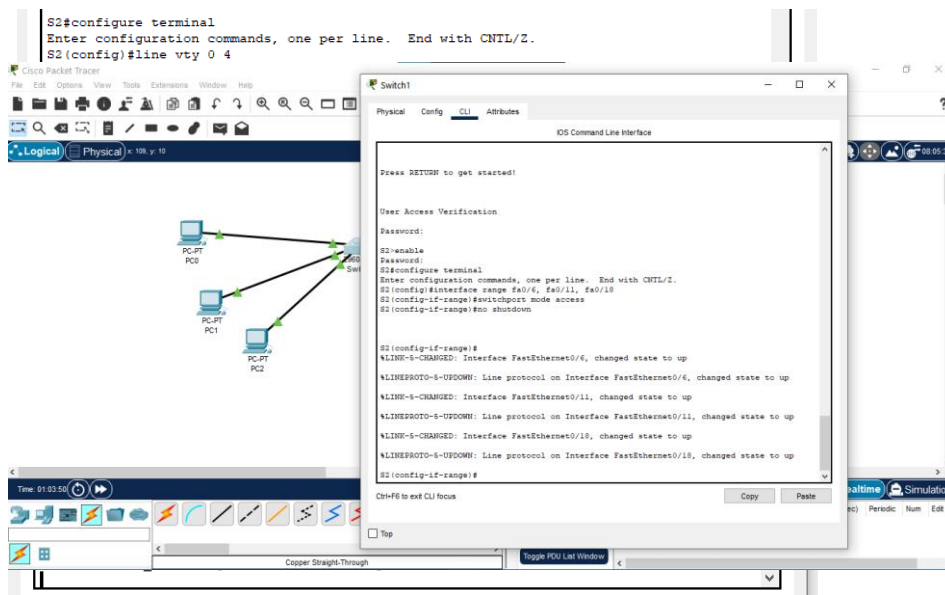 S2#configure terminal
Enter configuration commands, one per line.  End with CNTL/Z.
S2(config)#line vty 0 4
Cisco Packet Tracer
File Edit Options View Tools Extensions Window Help
Logical Physical x: 109, y: 10
08:05:
PC-PT
PC0
PC-PT
PC1
PC-PT
PC2
Switch1
Physical Config CLI Attributes
IOS Command Line Interface
Press RETURN to get started!
User Access Verification
Password:
S2>enable
Password:
S2#configure terminal
Enter configuration commands, one per line.  End with CNTL/Z.
S2(config)#interface range fa0/6, fa0/11, fa0/18
S2(config-if-range)#switchport mode access
S2(config-if-range)#no shutdown
S2(config-if-range)#
%LINK-5-CHANGED: Interface FastEthernet0/6, changed state to up
%LINEPROTO-5-UPDOWN: Line protocol on Interface FastEthernet0/6, changed state to up
%LINK-5-CHANGED: Interface FastEthernet0/11, changed state to up
%LINEPROTO-5-UPDOWN: Line protocol on Interface FastEthernet0/11, changed state to up
%LINK-5-CHANGED: Interface FastEthernet0/18, changed state to up
%LINEPROTO-5-UPDOWN: Line protocol on Interface FastEthernet0/18, changed state to up
S2(config-if-range)#
Ctrl+F6 to exit CLI focus
Copy Paste
Top
Time: 01:03:50
ealtime Simulatio
Periodic Num Edit
Copper Straight-Through
Toggle PDU List Window